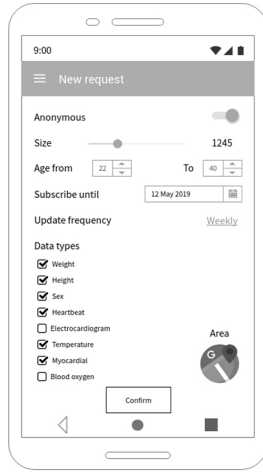 9:00
New request
Anonymous
Size 1245
Age from 22 To 40
Subscribe until 12 May 2019
Update frequency Weekly
Data types
Weight
Height
Sex
Heartbeat
Electrocardiogram
Temperature
Myocardial
Blood oxygen
Area
G
Confirm